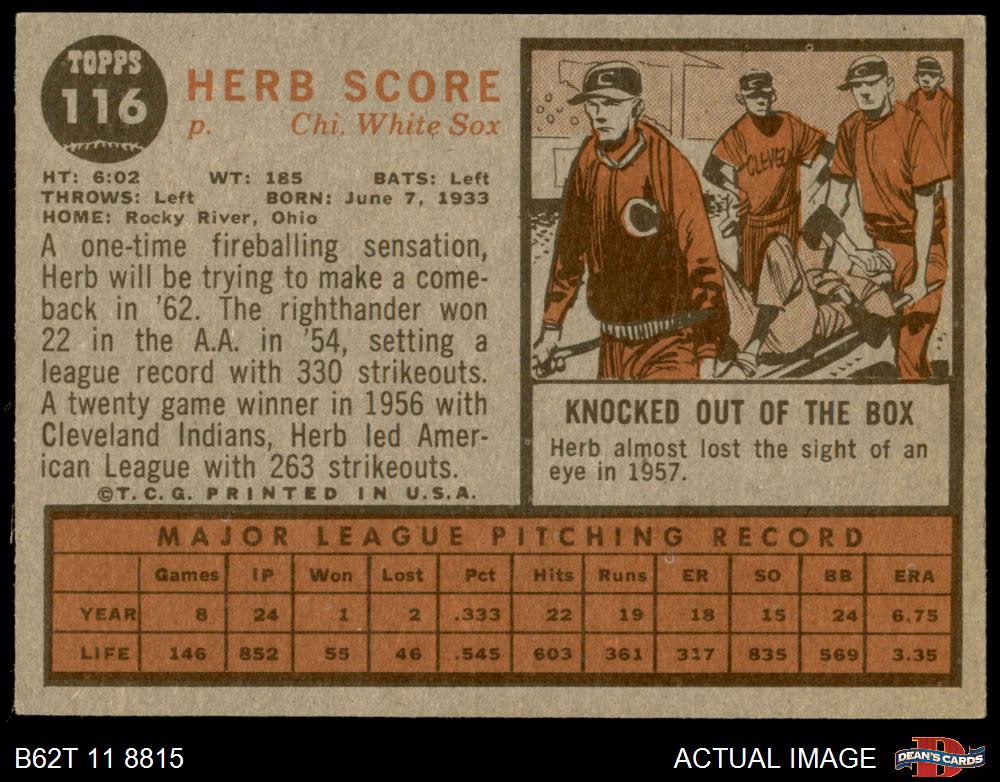 TOPPS
116
HERB SCORE
p. Chi. White Sox
HT: 6:02 WT: 185 BATS: Left
THROWS: Left BORN: June 7, 1933
HOME: Rocky River, Ohio
A one-time fireballing sensation,
Herb will be trying to make a come-
back in '62. The righthander won
22 in the A.A. in '54, setting a
league record with 330 strikeouts.
A twenty game winner in 1956 with
Cleveland Indians, Herb led Amer-
ican League with 263 strikeouts.
©T.C.G. PRINTED IN U.S.A.
C
C
CLEVEL
C
KNOCKED OUT OF THE BOX
Herb almost lost the sight of an
eye in 1957.
MAJOR LEAGUE PITCHING RECORD
Games IP Won Lost Pct Hits Runs ER SO BB ERA
YEAR 8 24 1 2 .333 22 19 18 15 24 6.75
LIFE 146 852 55 46 .545 603 361 317 835 569 3.35
B62T 11 8815
ACTUAL IMAGE
D
DEAN'S CARDS